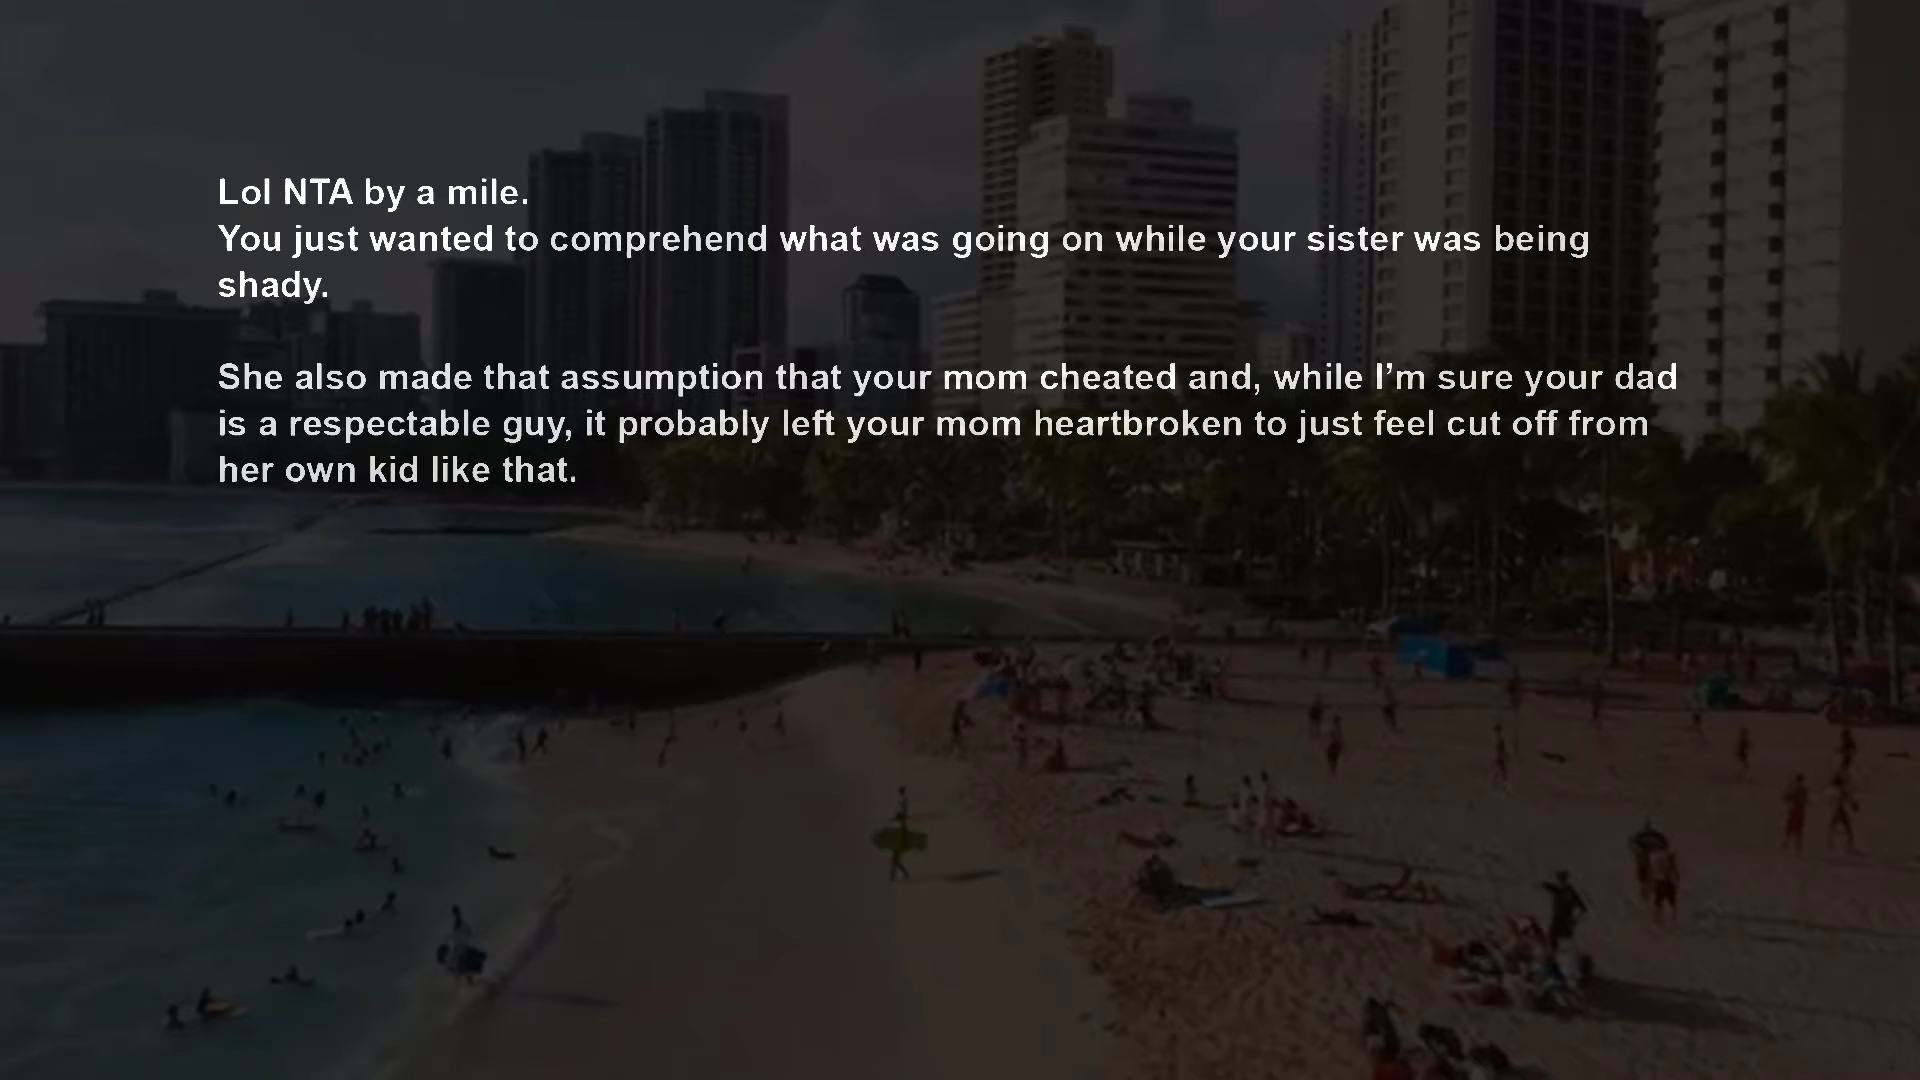 Lol NTA by a mile.
You just wanted to comprehend what was going on while your sister was being
shady.
She also made that assumption that your mom cheated and, while I’m sure your dad
is a respectable guy, it probably left your mom heartbroken to just feel cut off from
her own kid like that.